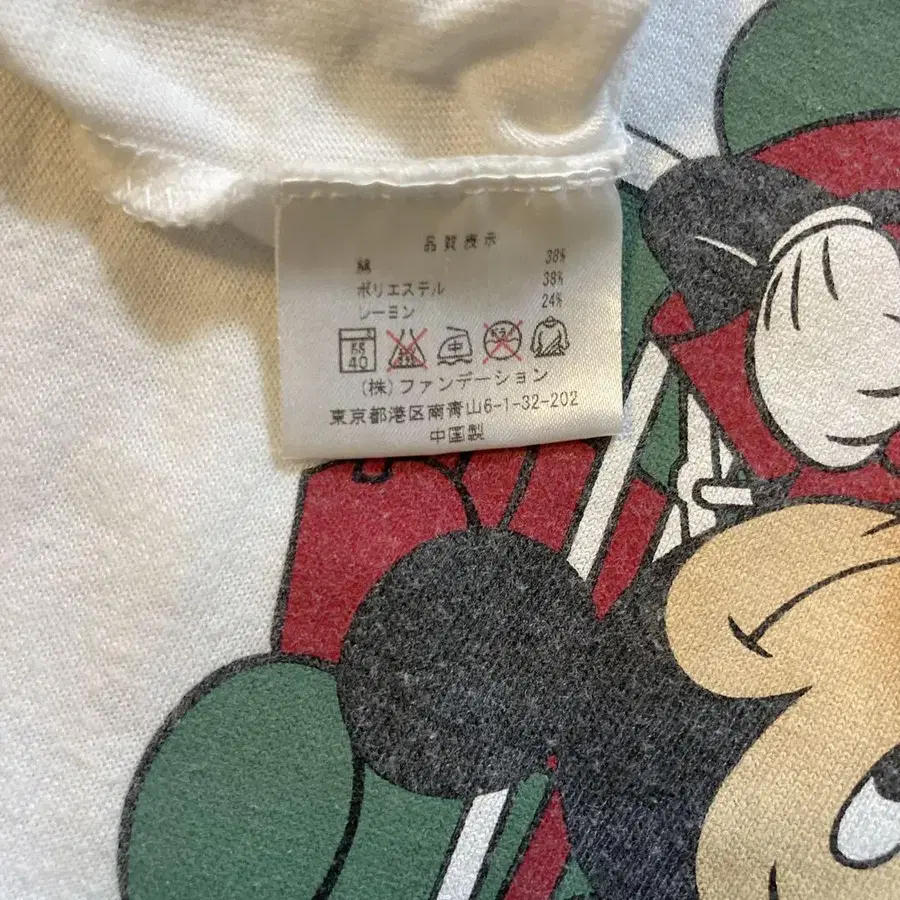 品質表示
綿 38%
ポリエステル 38%
レーヨン 24%
40 中
(株)ファンデーション
東京都港区南青山6-1-32-202
中国製